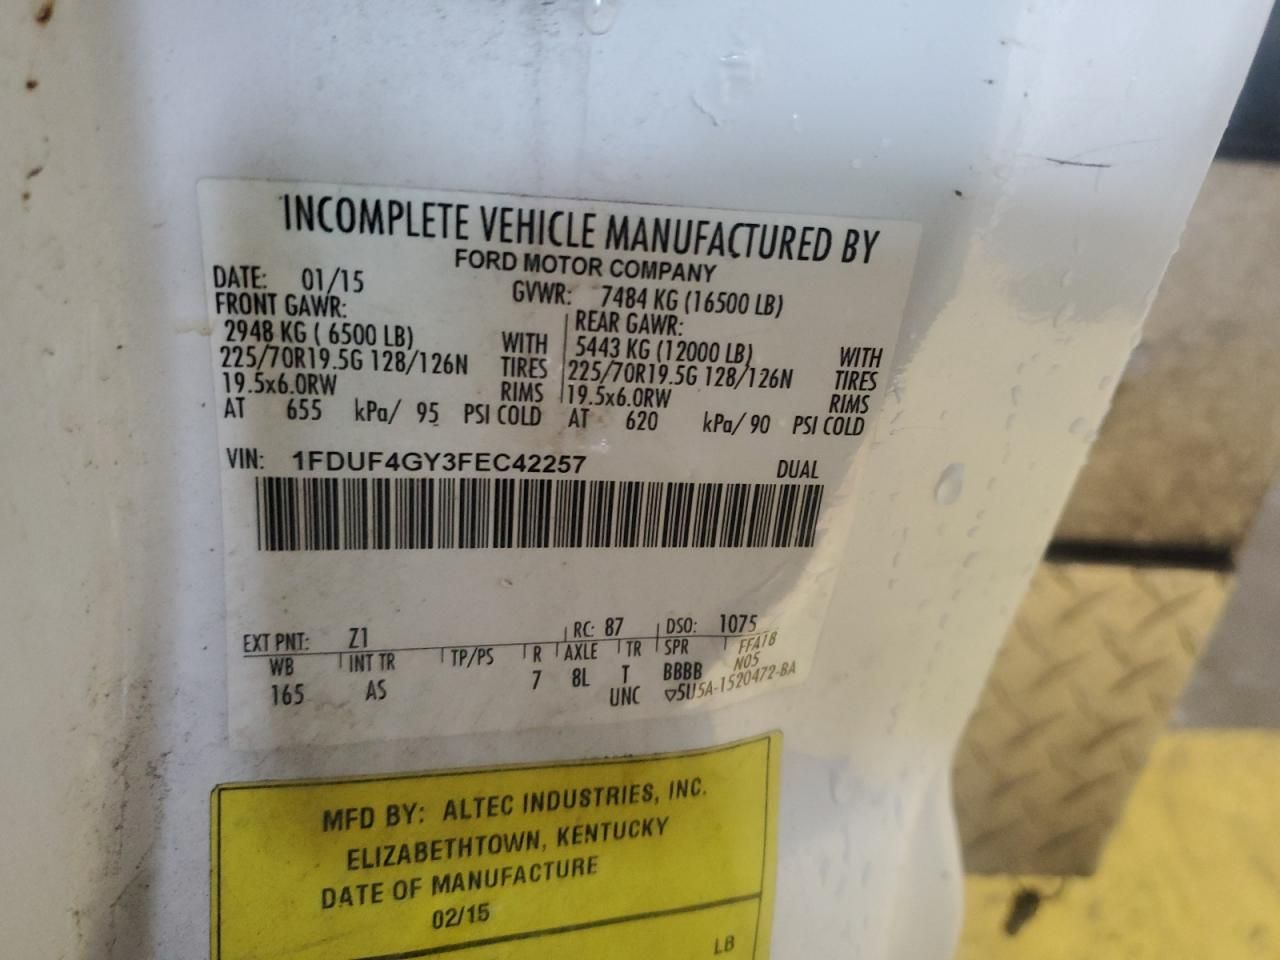 INCOMPLETE VEHICLE MANUFACTURED BY
FORD MOTOR COMPANY
DATE: 01/15 GVWR: 7484 KG (16500 LB)
FRONT GAWR: REAR GAWR:
2948 KG ( 6500 LB) WITH 5443 KG (12000 LB) WITH
225/70R19.5G 128/126N TIRES 225/70R19.5G 128/126N TIRES
19.5x6.0RW RIMS 19.5x6.0RW RIMS
AT 655 kPa/ 95 PSI COLD AT 620 kPa/ 90 PSI COLD
VIN: 1FDUF4GY3FEC42257 DUAL
EXT PNT: Z1 RC: 87 DSO: 1075
WB INT TR TP/PS R AXLE TR SPR FFA18
165 AS 7 8L T BBBB N05
UNC ▽5U5A-1520472-BA
MFD BY: ALTEC INDUSTRIES, INC.
ELIZABETHTOWN, KENTUCKY
DATE OF MANUFACTURE
02/15
LB